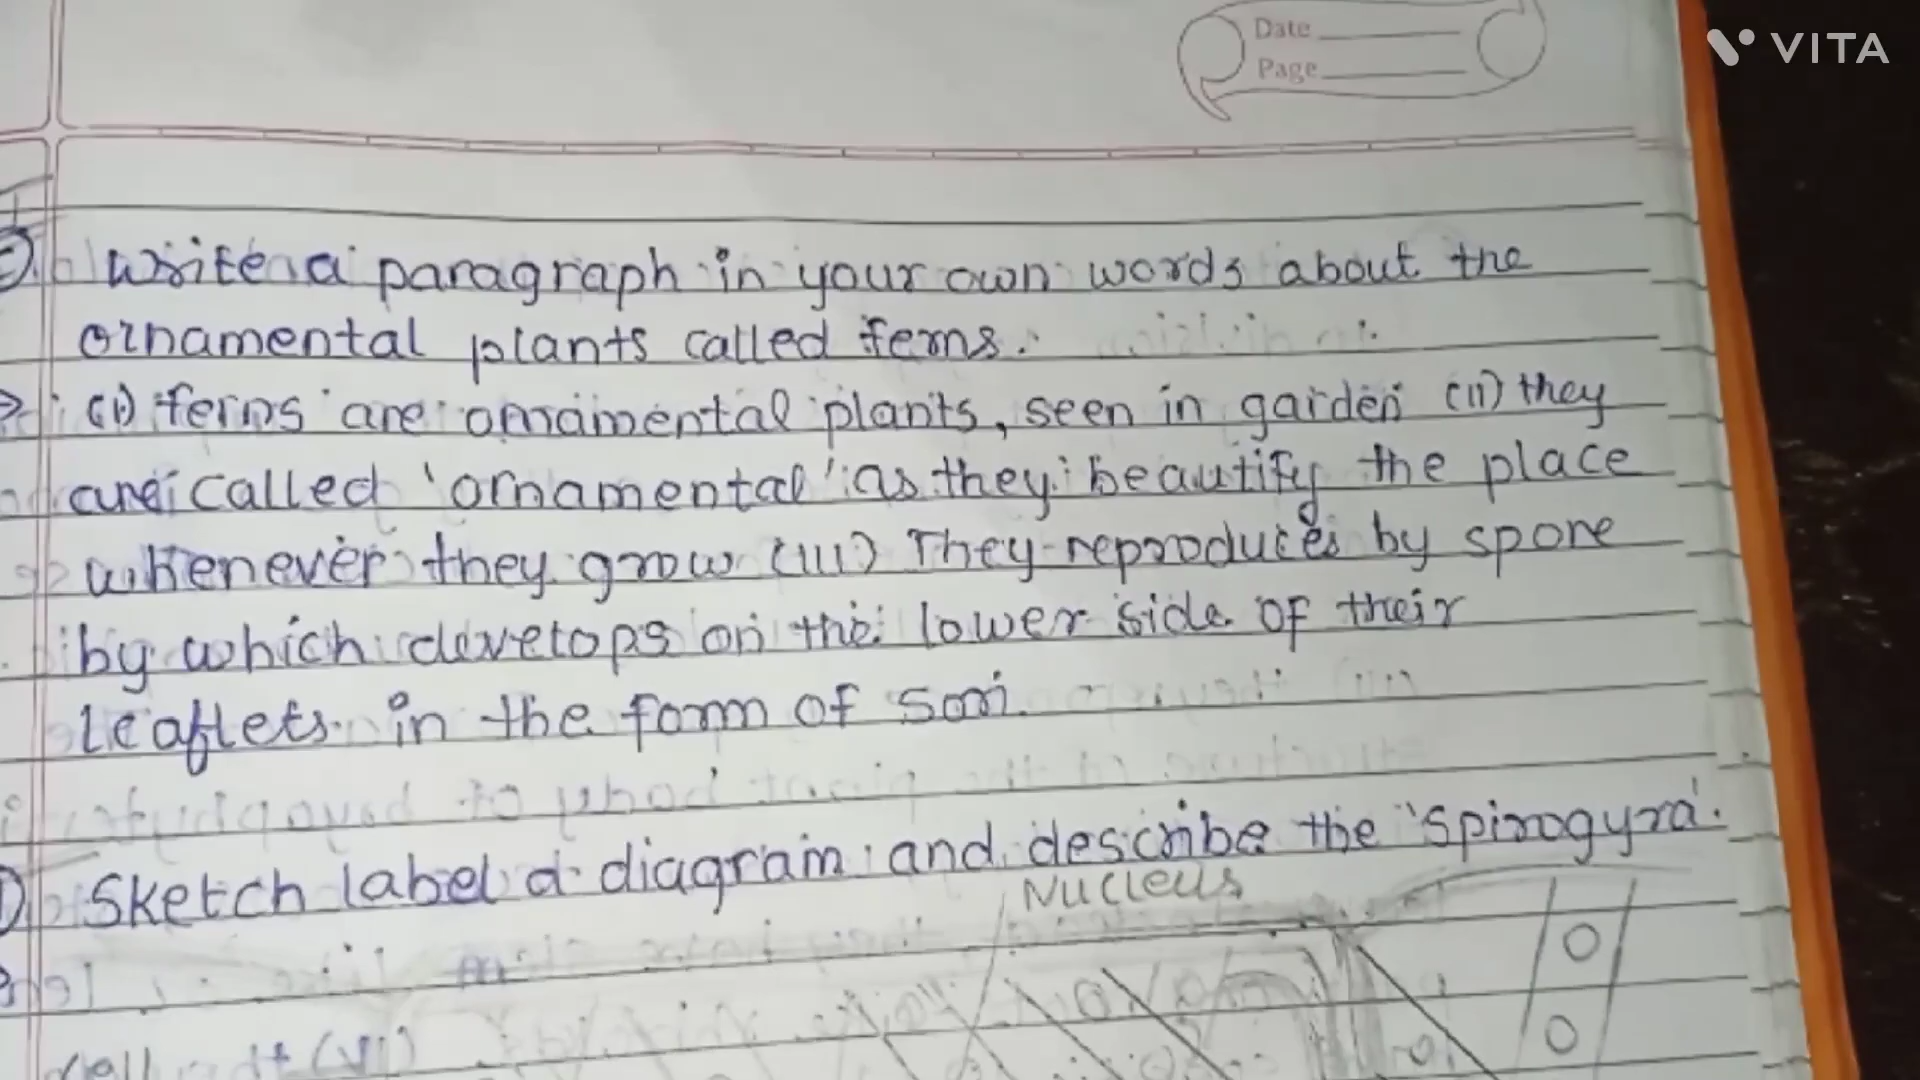 Date
Page
VITA
write a paragraph in your own words about the
ornamental plants called ferns.
(i) ferns are ornamental plants, seen in garden (ii) they
are called 'ornamental' as they beautify the place
whenever they grow (iii) They reproduces by spore
by which develops on the lower side of their
leaflets in the form of sori
Sketch label d diagram and describe the 'spirogyra'.
Nucleus
(VI)